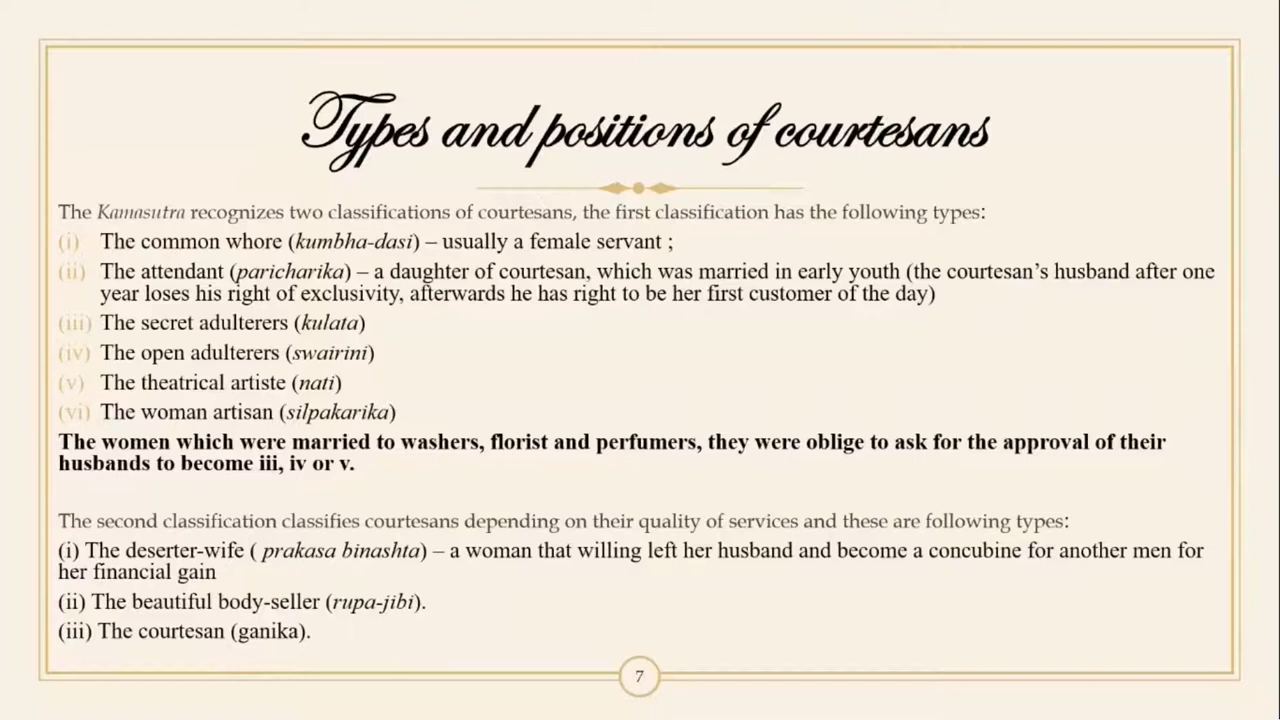 Types and positions of courtesans
The Kamasutra recognizes two classifications of courtesans, the first classification has the following types:
(i) The common whore (kumbha-dasi) – usually a female servant ;
(ii) The attendant (paricharika) – a daughter of courtesan, which was married in early youth (the courtesan's husband after one
year loses his right of exclusivity, afterwards he has right to be her first customer of the day)
(iii) The secret adulterers (kulata)
(iv) The open adulterers (swairini)
(v) The theatrical artiste (nati)
(vi) The woman artisan (silpakarika)
The women which were married to washers, florist and perfumers, they were oblige to ask for the approval of their
husbands to become iii, iv or v.
The second classification classifies courtesans depending on their quality of services and these are following types:
(i) The deserter-wife ( prakasa binashta) – a woman that willing left her husband and become a concubine for another men for
her financial gain
(ii) The beautiful body-seller (rupa-jibi).
(iii) The courtesan (ganika).
7